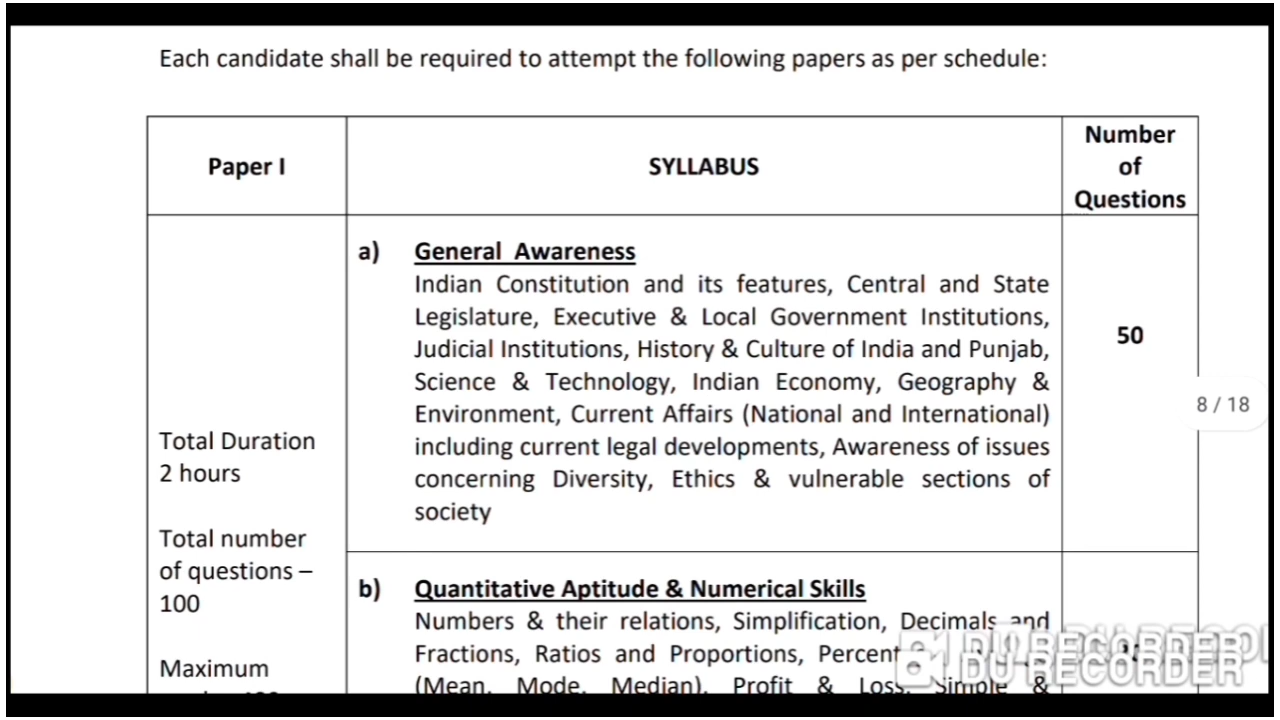 Each candidate shall be required to attempt the following papers as per schedule:
Paper I
SYLLABUS
Number
of
Questions
Total Duration
2 hours
Total number
of questions –
100
Maximum
a) General Awareness
Indian Constitution and its features, Central and State
Legislature, Executive & Local Government Institutions,
Judicial Institutions, History & Culture of India and Punjab,
Science & Technology, Indian Economy, Geography &
Environment, Current Affairs (National and International)
including current legal developments, Awareness of issues
concerning Diversity, Ethics & vulnerable sections of
society
50
8 / 18
b) Quantitative Aptitude & Numerical Skills
Numbers & their relations, Simplification, Decimals and
Fractions, Ratios and Proportions,
(Mean, Mode, Median), Profit & Loss, Simple &
DU RECORDER
DU RECORDER